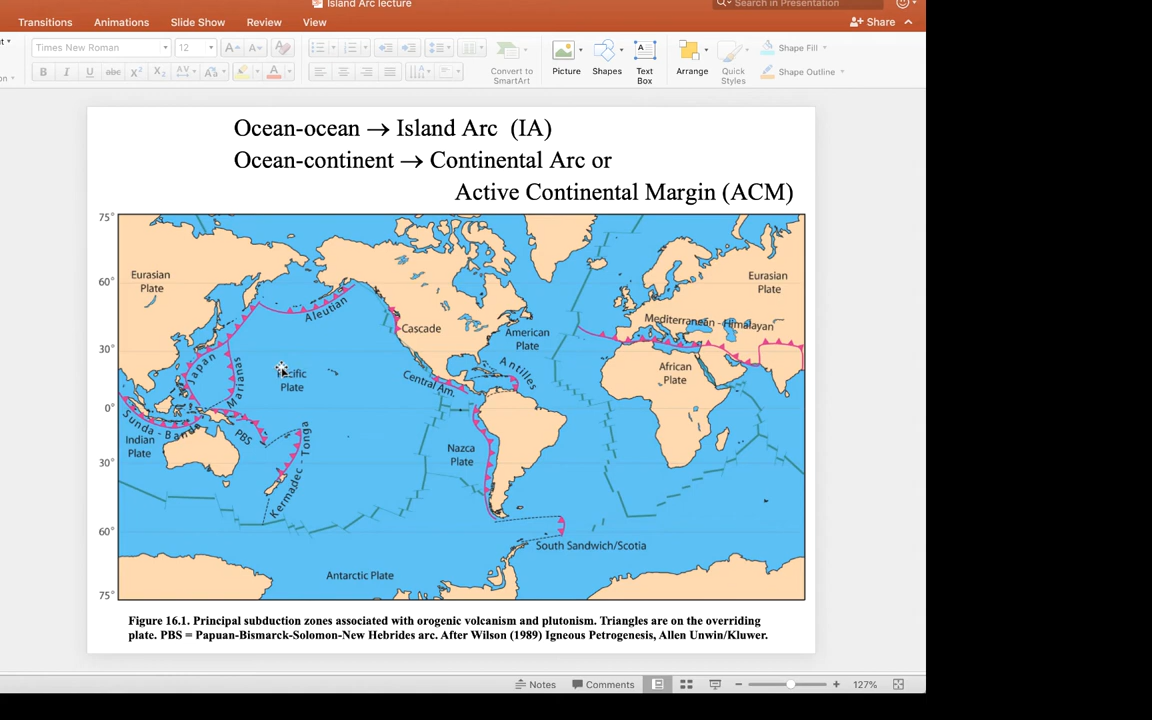 Island Arc lecture
Search in Presentation
Transitions Animations Slide Show Review View
Share
Times New Roman 12
Convert to
SmartArt
Picture
Shapes
Text
Box
Arrange
Quick
Styles
Shape Fill
Shape Outline
Ocean-ocean → Island Arc (IA)
Ocean-continent → Continental Arc or
Active Continental Margin (ACM)
75°
60°
30°
0°
30°
60°
75°
Eurasian
Plate
Aleutian
Cascade
American
Plate
Mediterranean - Himalayan
Eurasian
Plate
Japan
Marianas
Plate
Central Am.
Antilles
African
Plate
Sunda - Banda
Indian
Plate
PBS
Kermadec - Tonga
Nazca
Plate
South Sandwich/Scotia
Antarctic Plate
Figure 16.1. Principal subduction zones associated with orogenic volcanism and plutonism. Triangles are on the overriding
plate. PBS = Papuan-Bismarck-Solomon-New Hebrides arc. After Wilson (1989) Igneous Petrogenesis, Allen Unwin/Kluwer.
Notes Comments 127%